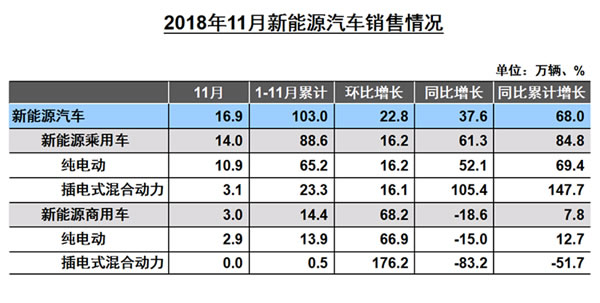 2018年11月新能源汽车销售情况
单位：万辆、%
11月 1-11月累计 环比增长 同比增长 同比累计增长
新能源汽车 16.9 103.0 22.8 37.6 68.0
新能源乘用车 14.0 88.6 16.2 61.3 84.8
纯电动 10.9 65.2 16.2 52.1 69.4
插电式混合动力 3.1 23.3 16.1 105.4 147.7
新能源商用车 3.0 14.4 68.2 -18.6 7.8
纯电动 2.9 13.9 66.9 -15.0 12.7
插电式混合动力 0.0 0.5 176.2 -83.2 -51.7